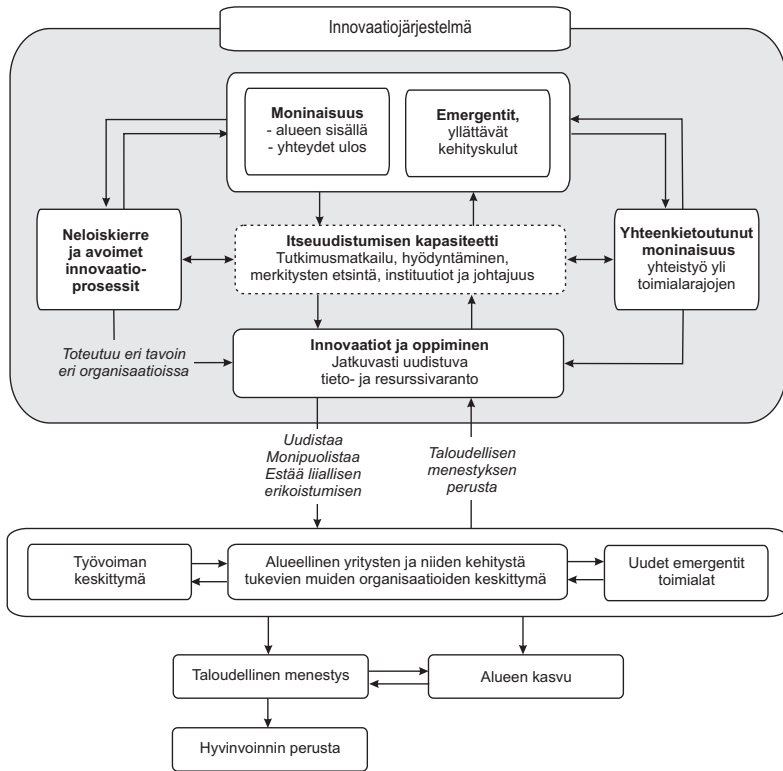 Innovaatiojärjestelmä
Moninaisuus
- alueen sisällä
- yhteydet ulos
Emergentit,
yllättävät
kehityskulut
Neloiskierre
ja avoimet
innovaatio-
prosessit
Itseuudistumisen kapasiteetti
Tutkimusmatkailu, hyödyntäminen,
merkitysten etsintä, instituutiot ja johtajuus
Yhteenkietoutunut
moninaisuus
yhteistyö yli
toimialarajojen
Toteutuu eri tavoin
eri organisaatioissa
Innovaatiot ja oppiminen
Jatkuvasti uudistuva
tieto- ja resurssivaranto
Uudistaa
Monipuolistaa
Estää liiallisen
erikoistumisen
Taloudellisen
menestyksen
perusta
Työvoiman
keskittymä
Alueellinen yritysten ja niiden kehitystä
tukevien muiden organisaatioiden keskittymä
Uudet emergentit
toimialat
Taloudellinen menestys
Alueen kasvu
Hyvinvoinnin perusta